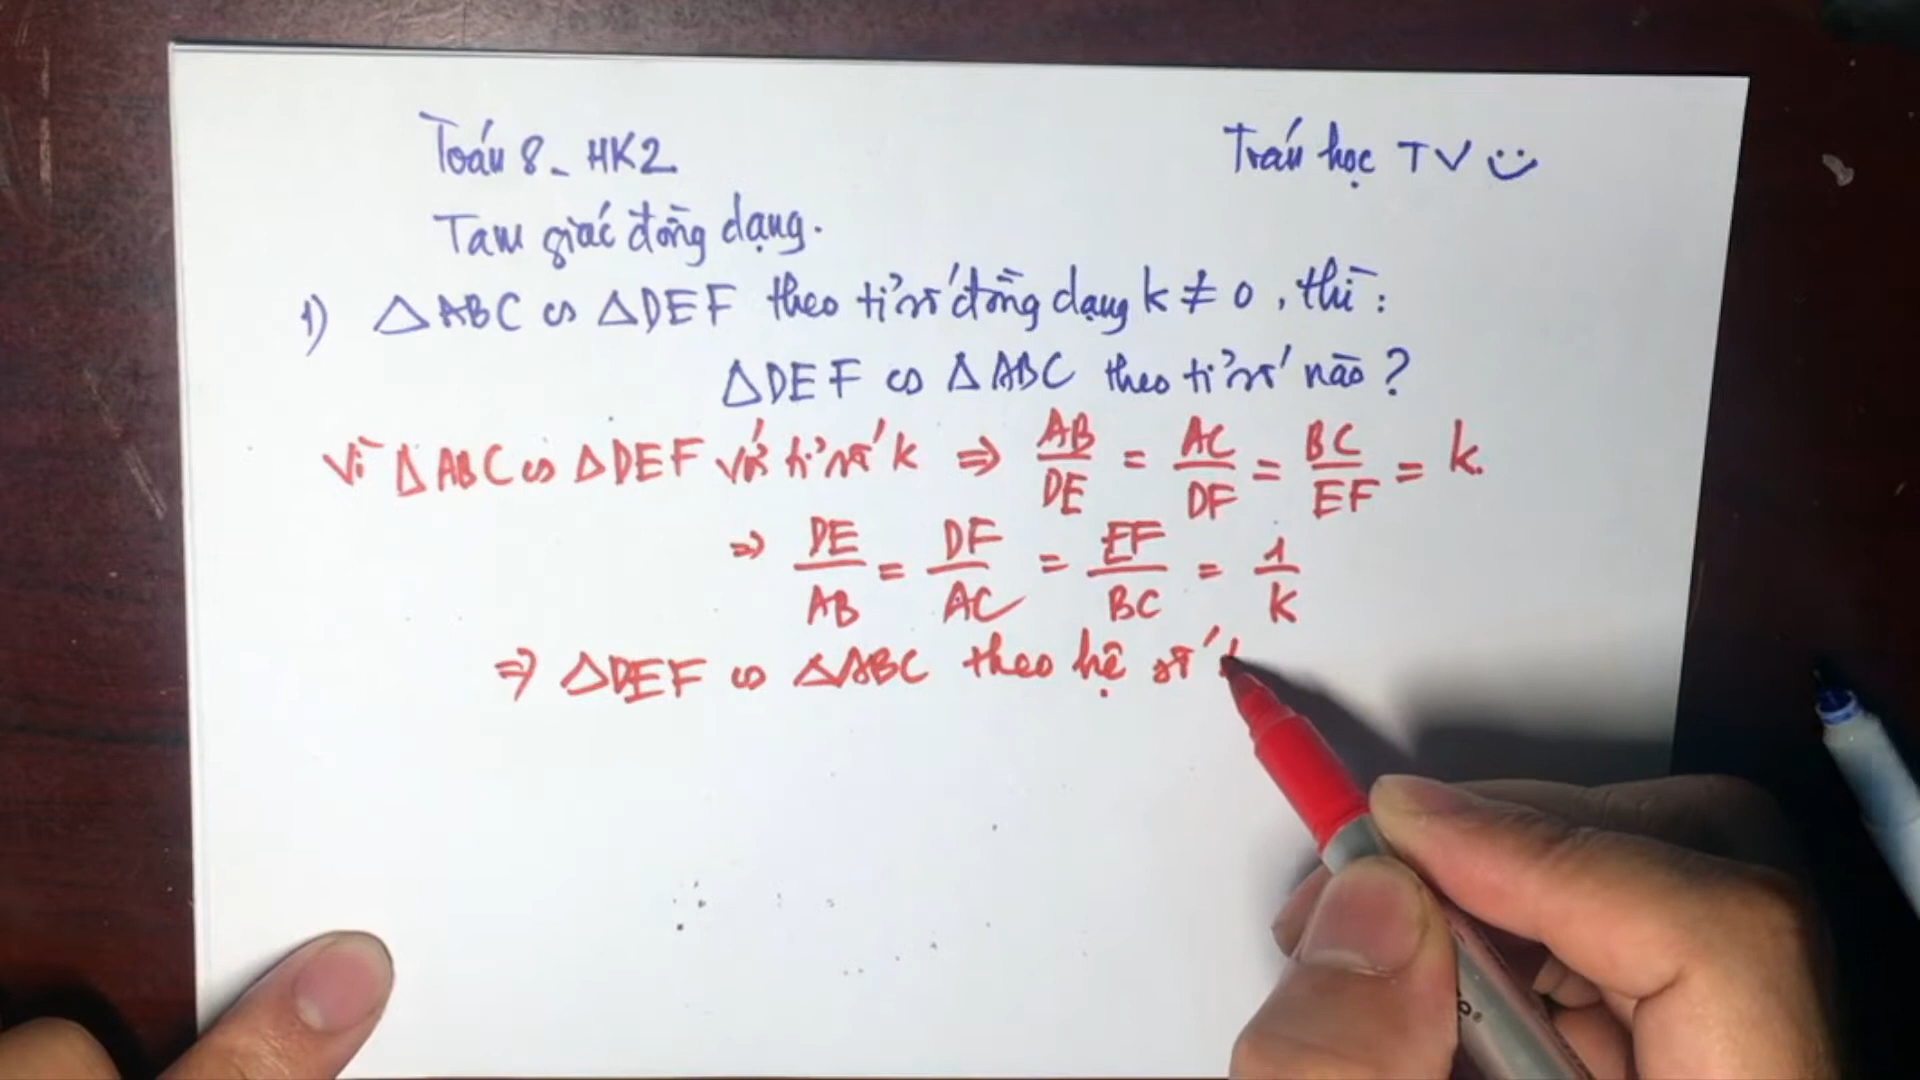 Toán 8_ HK2
Toán học TV
Tam giác đồng dạng.
1) △ABC ∽ △DEF theo tỉ số đồng dạng k ≠ 0, thì:
△DEF ∽ △ABC theo tỉ số nào?
Vì △ABC ∽ △DEF với tỉ số k ⇒ AB/DE = AC/DF = BC/EF = k.
⇒ DE/AB = DF/AC = EF/BC = 1/k
⇒ △DEF ∽ △ABC theo hệ số